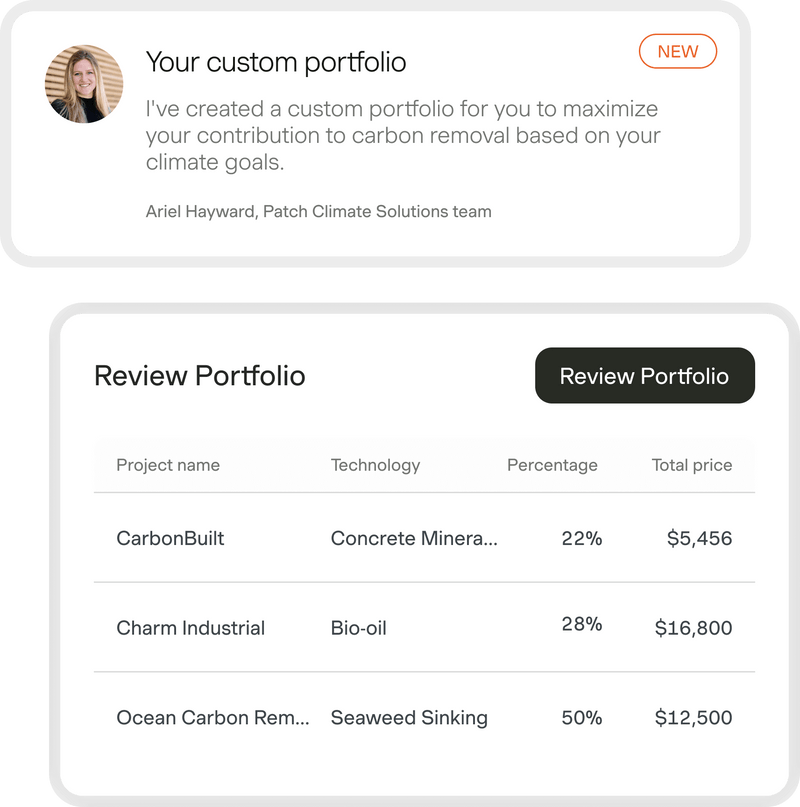 Your custom portfolio
NEW
I've created a custom portfolio for you to maximize
your contribution to carbon removal based on your
climate goals.
Ariel Hayward, Patch Climate Solutions team
Review Portfolio
Review Portfolio
Project name Technology Percentage Total price
CarbonBuilt Concrete Minera... 22% $5,456
Charm Industrial Bio-oil 28% $16,800
Ocean Carbon Rem... Seaweed Sinking 50% $12,500